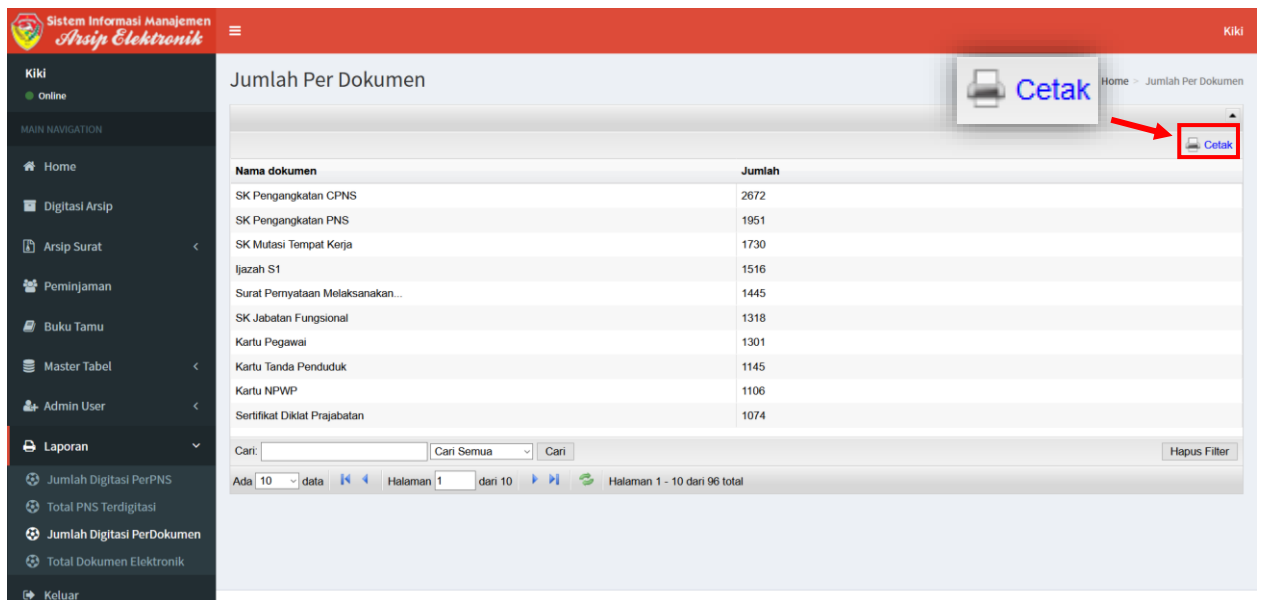 Sistem Informasi Manajemen
Arsip Elektronik
Kiki
Kiki
Online
MAIN NAVIGATION
Home
Digitasi Arsip
Arsip Surat
Peminjaman
Buku Tamu
Master Tabel
Admin User
Laporan
Jumlah Digitasi PerPNS
Total PNS Terdigitasi
Jumlah Digitasi PerDokumen
Total Dokumen Elektronik
Keluar
Jumlah Per Dokumen
Cetak
Home > Jumlah Per Dokumen
Cetak
Nama dokumen Jumlah
SK Pengangkatan CPNS 2672
SK Pengangkatan PNS 1951
SK Mutasi Tempat Kerja 1730
Ijazah S1 1516
Surat Pernyataan Melaksanakan... 1445
SK Jabatan Fungsional 1318
Kartu Pegawai 1301
Kartu Tanda Penduduk 1145
Kartu NPWP 1106
Sertifikat Diklat Prajabatan 1074
Cari: Cari Semua Cari Hapus Filter
Ada 10 data Halaman 1 dari 10 Halaman 1 - 10 dari 96 total